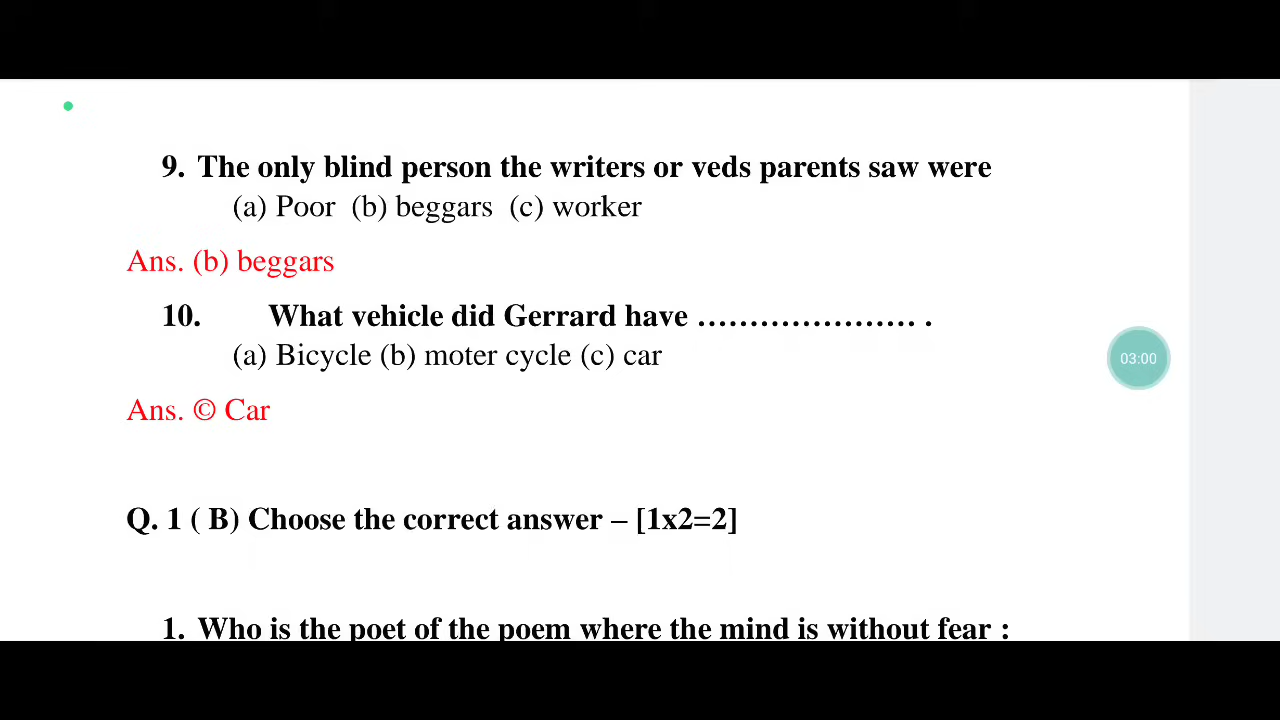 9. The only blind person the writers or veds parents saw were
(a) Poor (b) beggars (c) worker
Ans. (b) beggars
10. What vehicle did Gerrard have ………………… .
(a) Bicycle (b) moter cycle (c) car
03:00
Ans. © Car
Q. 1 ( B) Choose the correct answer – [1x2=2]
1. Who is the poet of the poem where the mind is without fear :